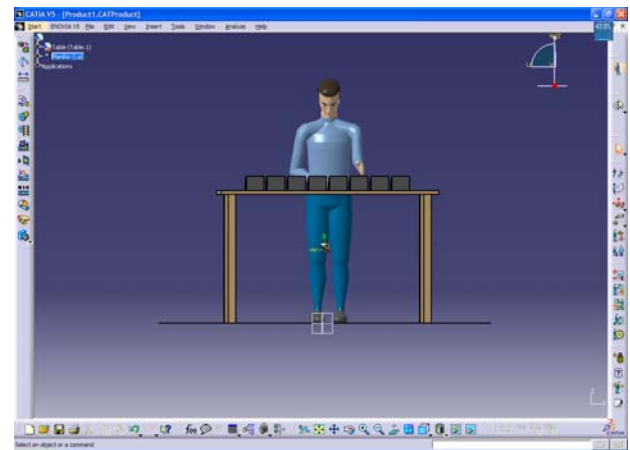 CATIA V5 - [Product1.CATProduct]
Start ENOVIA V5 File Edit View Insert Tools Window Analyze Help
Table (Table.1)
Applications
f(x)
Select an object or a command